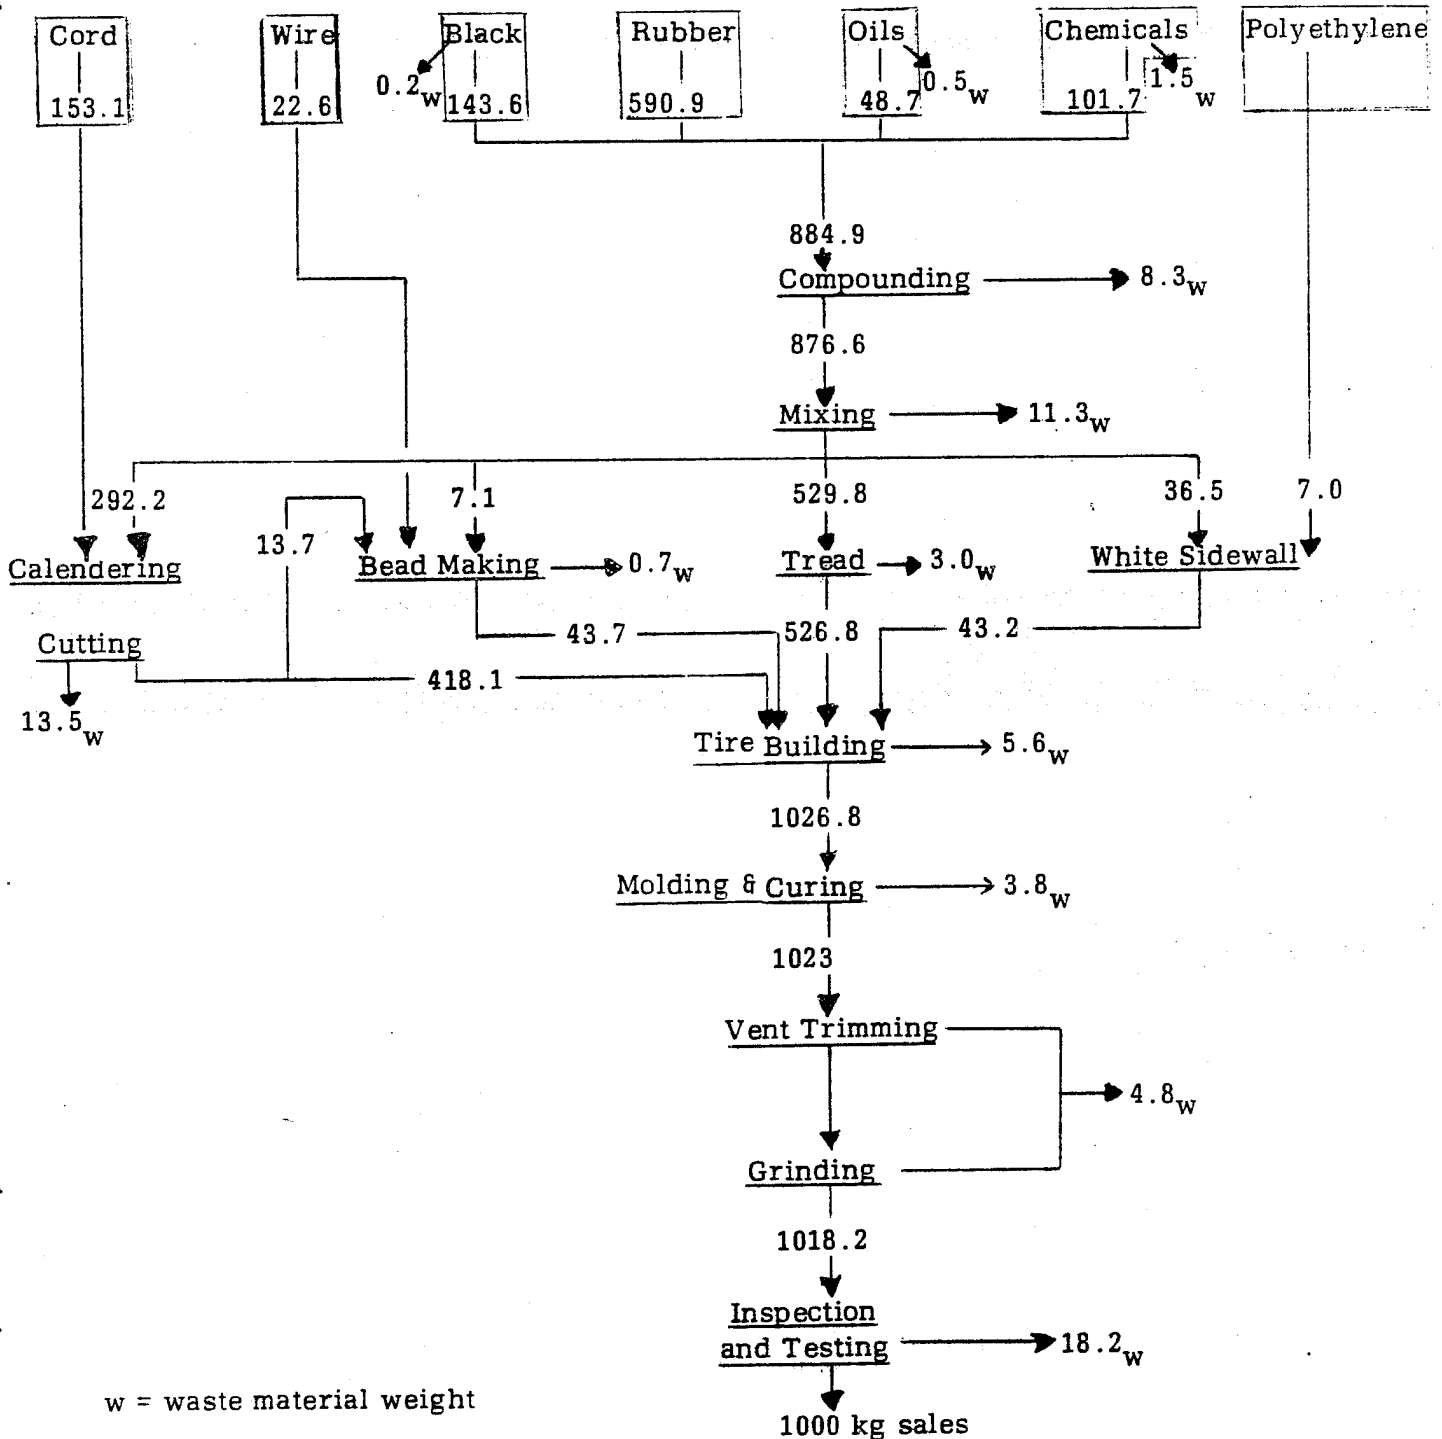 Cord Wire Black Rubber Oils Chemicals Polyethylene
0.2w 0.5w 1.5w
153.1 22.6 143.6 590.9 48.7 101.7
884.9
Compounding 8.3w
876.6
Mixing 11.3w
292.2 7.1 529.8 36.5 7.0
13.7
Calendering Bead Making 0.7w Tread 3.0w White Sidewall
Cutting 43.7 526.8 43.2
418.1
13.5w
Tire Building 5.6w
1026.8
Molding & Curing 3.8w
1023
Vent Trimming
4.8w
Grinding
1018.2
Inspection
and Testing 18.2w
w = waste material weight
1000 kg sales